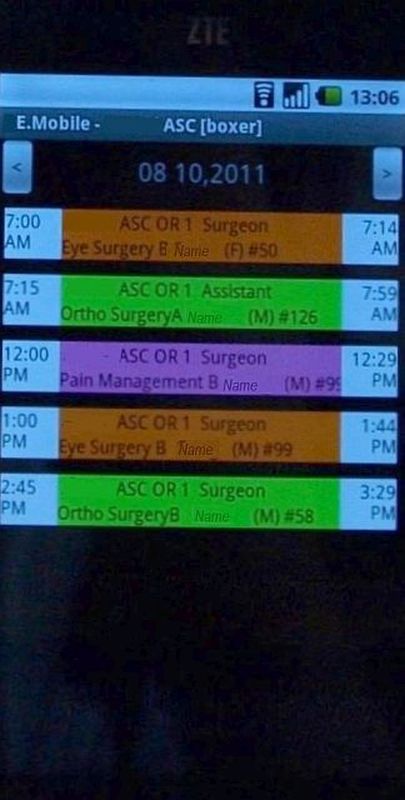 ZTE
13:06
E.Mobile - ASC [boxer]
< 08 10,2011 >
7:00 AM ASC OR 1 Surgeon 7:14 AM
Eye Surgery B Name (F) #50
7:15 AM ASC OR 1 Assistant 7:59 AM
Ortho SurgeryA Name (M) #126
12:00 PM ASC OR 1 Surgeon 12:29 PM
Pain Management B Name (M) #99
1:00 PM ASC OR 1 Surgeon 1:44 PM
Eye Surgery B Name (M) #99
2:45 PM ASC OR 1 Surgeon 3:29 PM
Ortho SurgeryB Name (M) #58